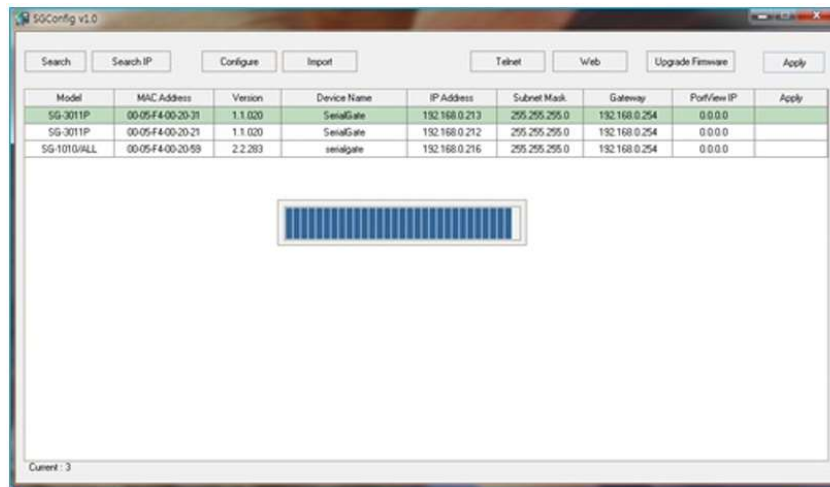 SGConfig v1.0
Search Search IP Configure Import Telnet Web Upgrade Firmware Apply
Model MAC Address Version Device Name IP Address Subnet Mask Gateway PortView IP Apply
SG-3011P 00-05-F4-00-20-31 1.1.020 SerialGate 192.168.0.213 255.255.255.0 192.168.0.254 0.0.0.0
SG-3011P 00-05-F4-00-20-21 1.1.020 SerialGate 192.168.0.212 255.255.255.0 192.168.0.254 0.0.0.0
SG-1010/ALL 00-05-F4-00-20-59 2.2.283 serialgate 192.168.0.216 255.255.255.0 192.168.0.254 0.0.0.0
Current : 3